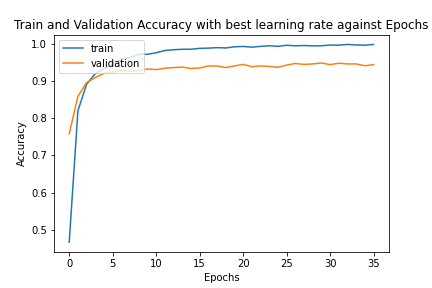 Train and Validation Accuracy with best learning rate against Epochs
train
validation
Accuracy
1.0
0.9
0.8
0.7
0.6
0.5
0 5 10 15 20 25 30 35
Epochs